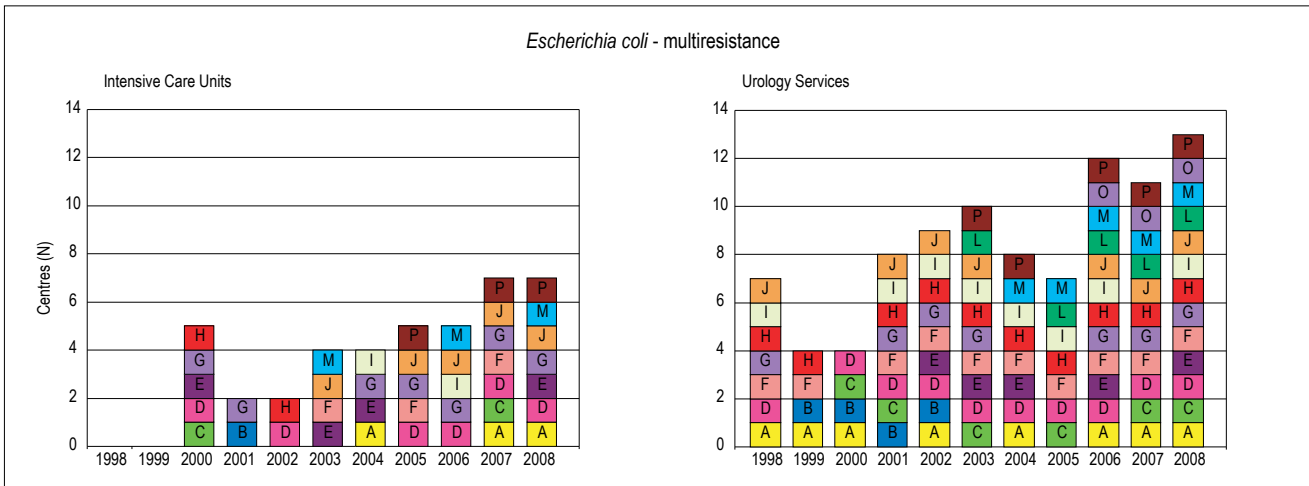 Escherichia coli - multiresistance
Intensive Care Units
Centres (N)
14
12
10
8
6
4
2
0
H
G
E
D
C
G
B
H
D
M
J
F
E
I
G
E
A
P
J
G
F
D
M
J
I
G
D
P
J
G
F
D
C
A
P
M
J
G
E
D
A
1998 1999 2000 2001 2002 2003 2004 2005 2006 2007 2008
Urology Services
14
12
10
8
6
4
2
0
J
I
H
G
F
D
A
H
F
B
A
D
C
B
A
J
I
H
G
F
D
C
B
J
I
H
G
F
E
D
B
A
P
L
J
I
H
G
F
E
D
C
P
M
I
H
F
E
D
A
M
L
I
H
F
D
C
P
O
M
L
J
I
H
G
F
E
D
A
P
O
M
L
J
H
G
F
D
C
A
P
O
M
L
J
I
H
G
F
E
D
C
A
1998 1999 2000 2001 2002 2003 2004 2005 2006 2007 2008